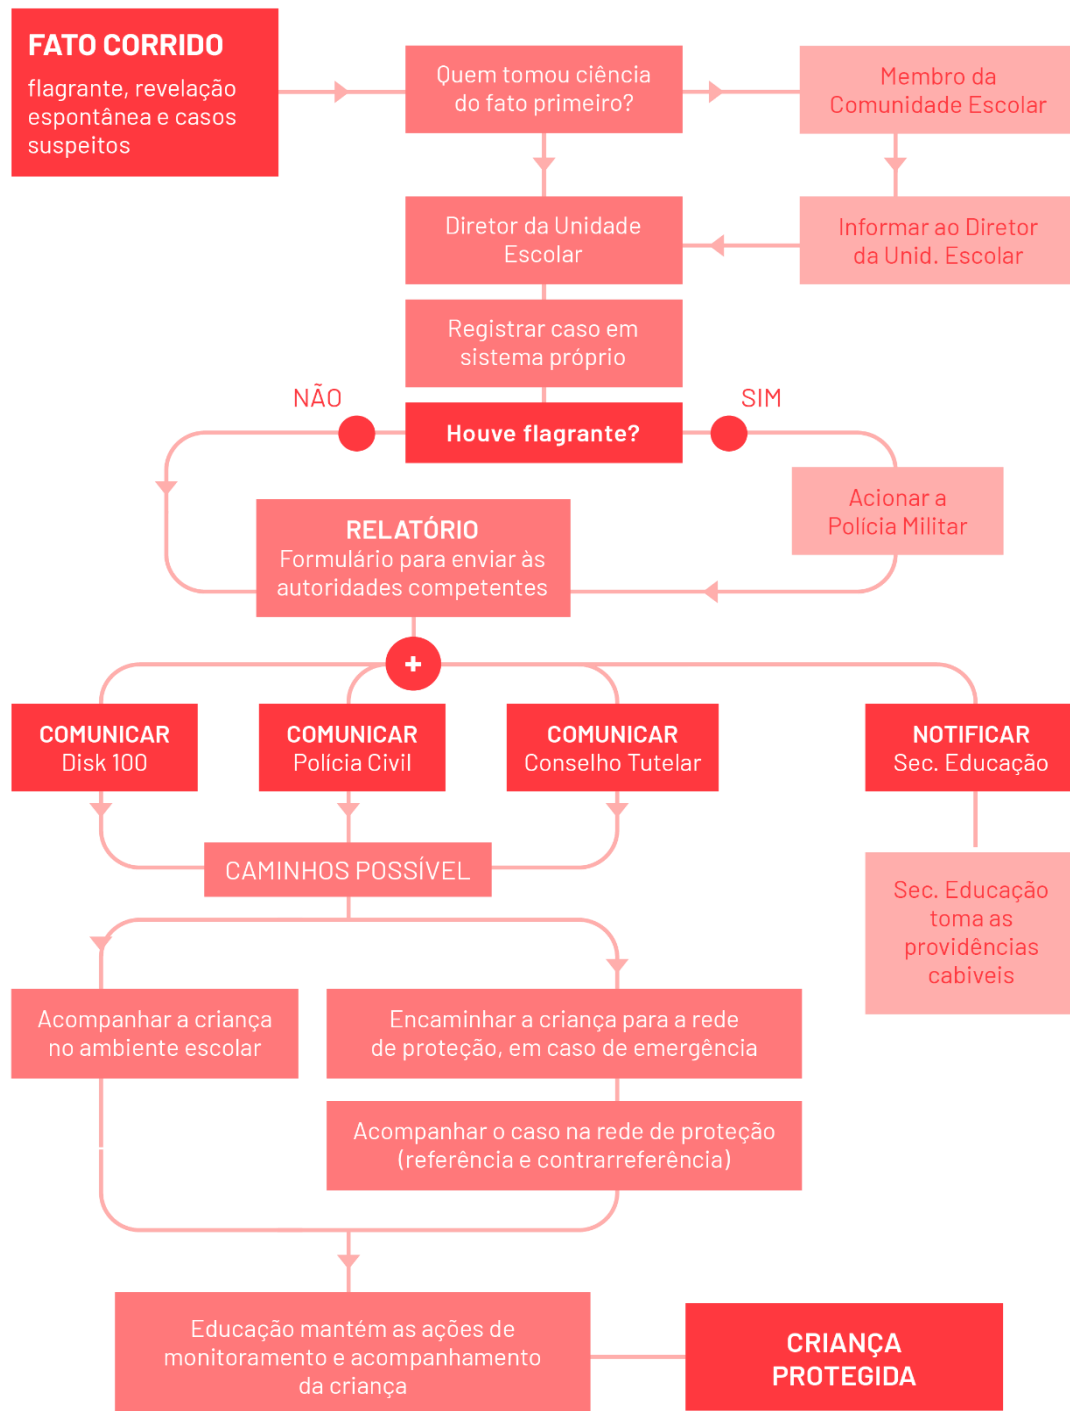 FATO CORRIDO
flagrante, revelação
espontânea e casos
suspeitos
Quem tomou ciência
do fato primeiro?
Membro da
Comunidade Escolar
Diretor da Unidade
Escolar
Informar ao Diretor
da Unid. Escolar
Registrar caso em
sistema próprio
NÃO
SIM
Houve flagrante?
Acionar a
Polícia Militar
RELATÓRIO
Formulário para enviar às
autoridades competentes
+
COMUNICAR
Disk 100
COMUNICAR
Polícia Civil
COMUNICAR
Conselho Tutelar
NOTIFICAR
Sec. Educação
CAMINHOS POSSÍVEL
Sec. Educação
toma as
providências
cabiveis
Acompanhar a criança
no ambiente escolar
Encaminhar a criança para a rede
de proteção, em caso de emergência
Acompanhar o caso na rede de proteção
(referência e contrarreferência)
Educação mantém as ações de
monitoramento e acompanhamento
da criança
CRIANÇA
PROTEGIDA